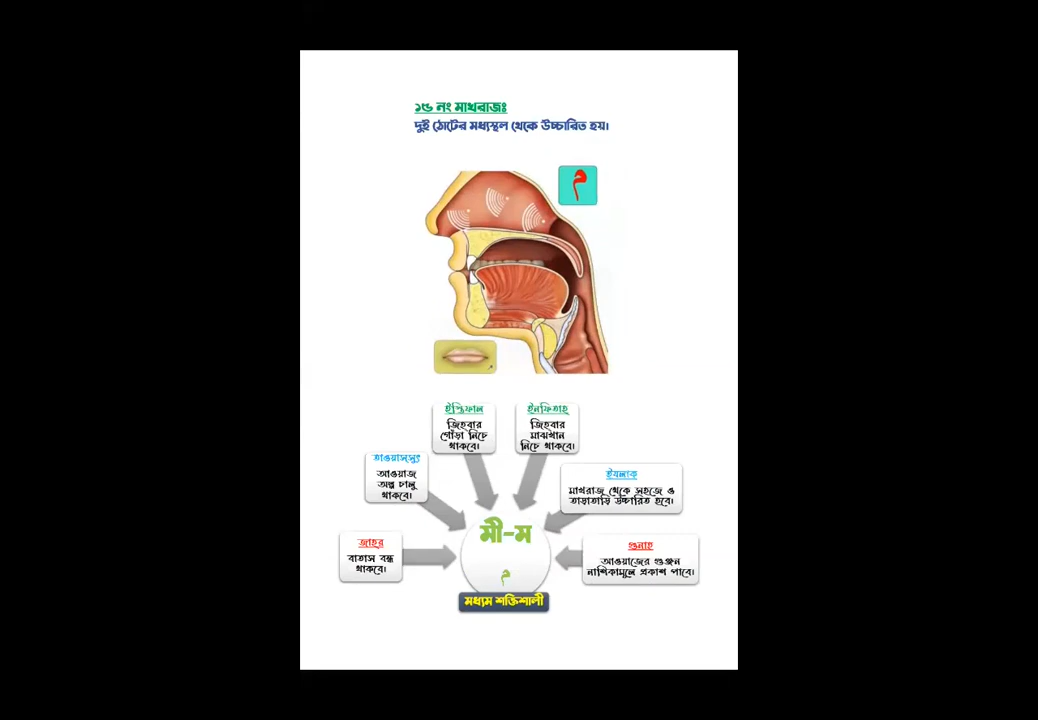 ১৫ নং মাখরাজঃ
দুই ঠোটের মধ্যস্থল থেকে উচ্চারিত হয়।
م
ইস্তিফাল
জিহবার
গোঁড়া নিচে
থাকবে।
ইনফিতাহ
জিহবার
মাঝখান
নিচে থাকবে।
তাওয়াসসুৎ
আওয়াজ
অল্প চালু
থাকবে।
ইযলাক
মাখরাজ থেকে সহজে ও
তাড়াতাড়ি উচ্চারিত হবে।
জাহর
বাতাস বন্ধ
থাকবে।
গুনাহ
আওয়াজের গুঞ্জন
নাশিকামূলে প্রকাশ পাবে।
মী-ম
م
মধ্যম শক্তিশালী